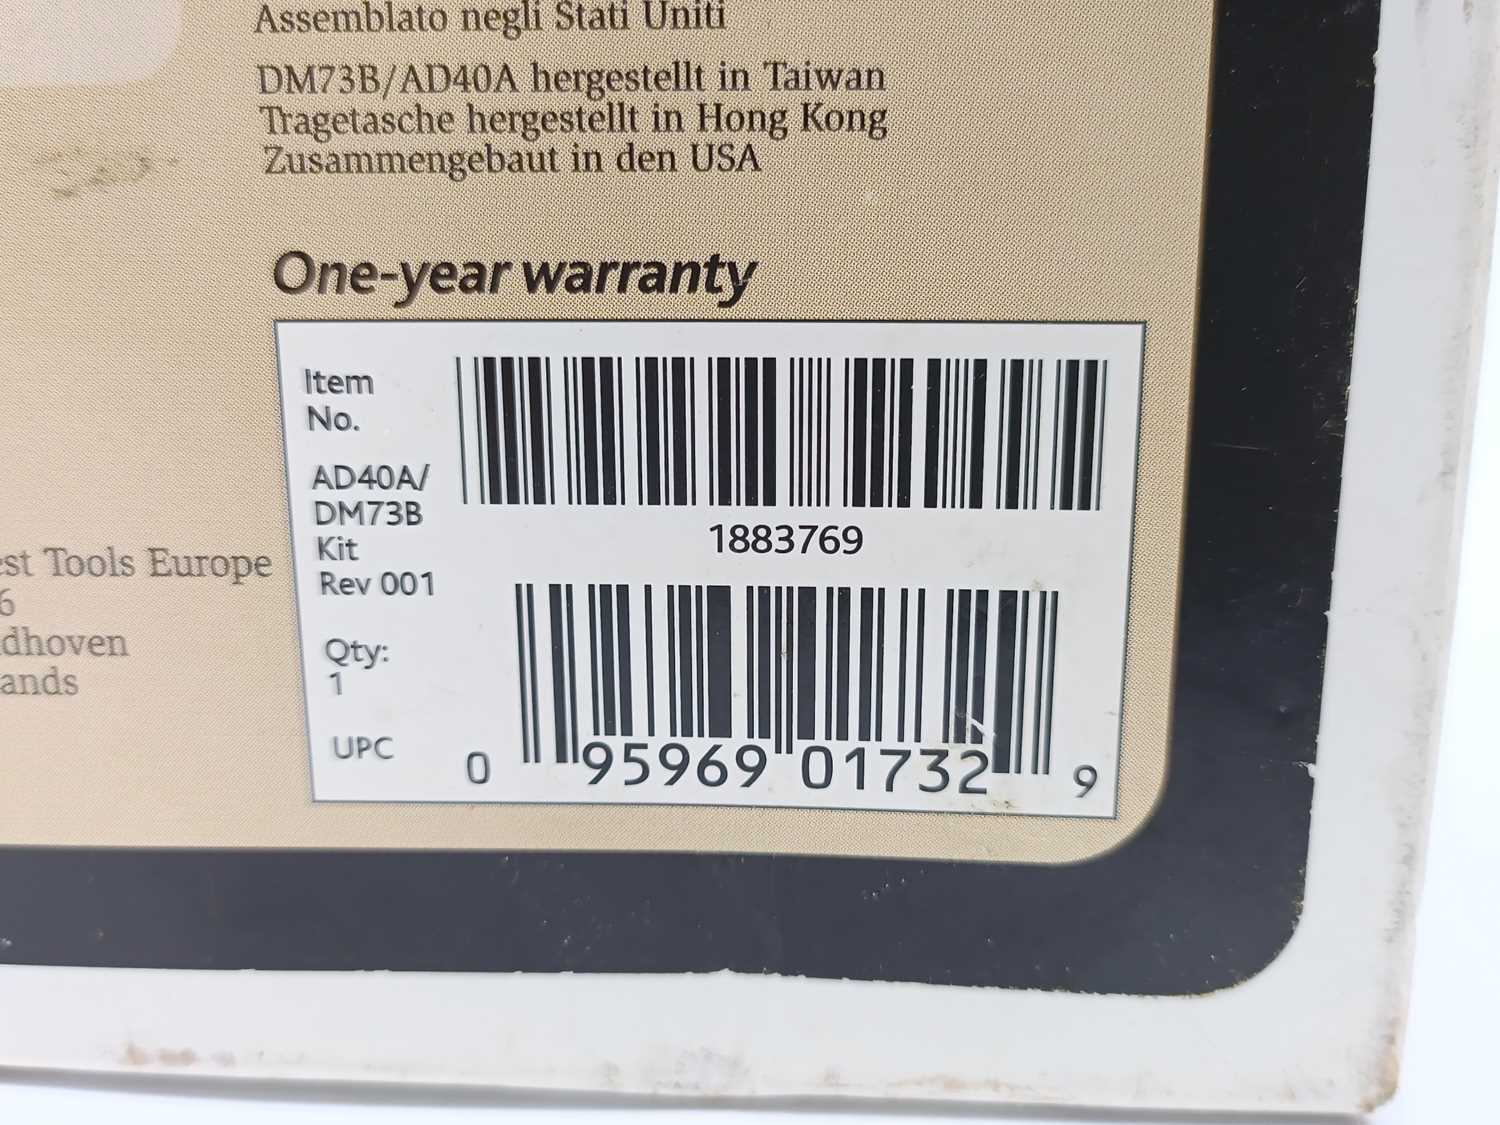 Assemblato negli Stati Uniti
DM73B/AD40A hergestellt in Taiwan
Tragetasche hergestellt in Hong Kong
Zusammengebaut in den USA
One-year warranty
Item
No.
AD40A/
DM73B
Kit
Rev 001
Qty:
1
UPC
1883769
0 95969 01732 9
est Tools Europe
6
dhoven
ands